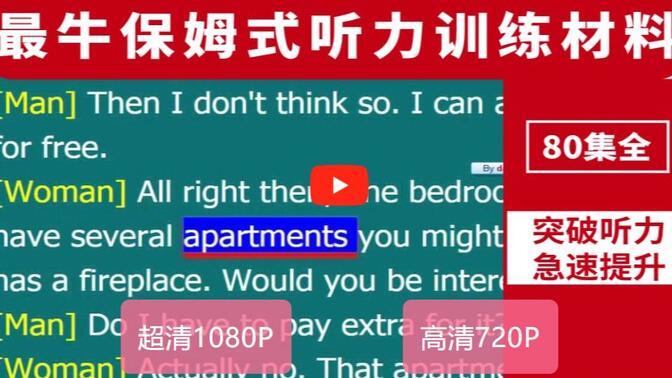 最牛保姆式听力训练材料
[Man] Then I don't think so. I can a
for free.
80集全
By d
[Woman] All right then, one bedroo
have several apartments you might
突破听力
急速提升
has a fireplace. Would you be intere
[Man] Do I have to pay extra for it?
超清1080P
高清720P
[Woman] Actually no. That apartme